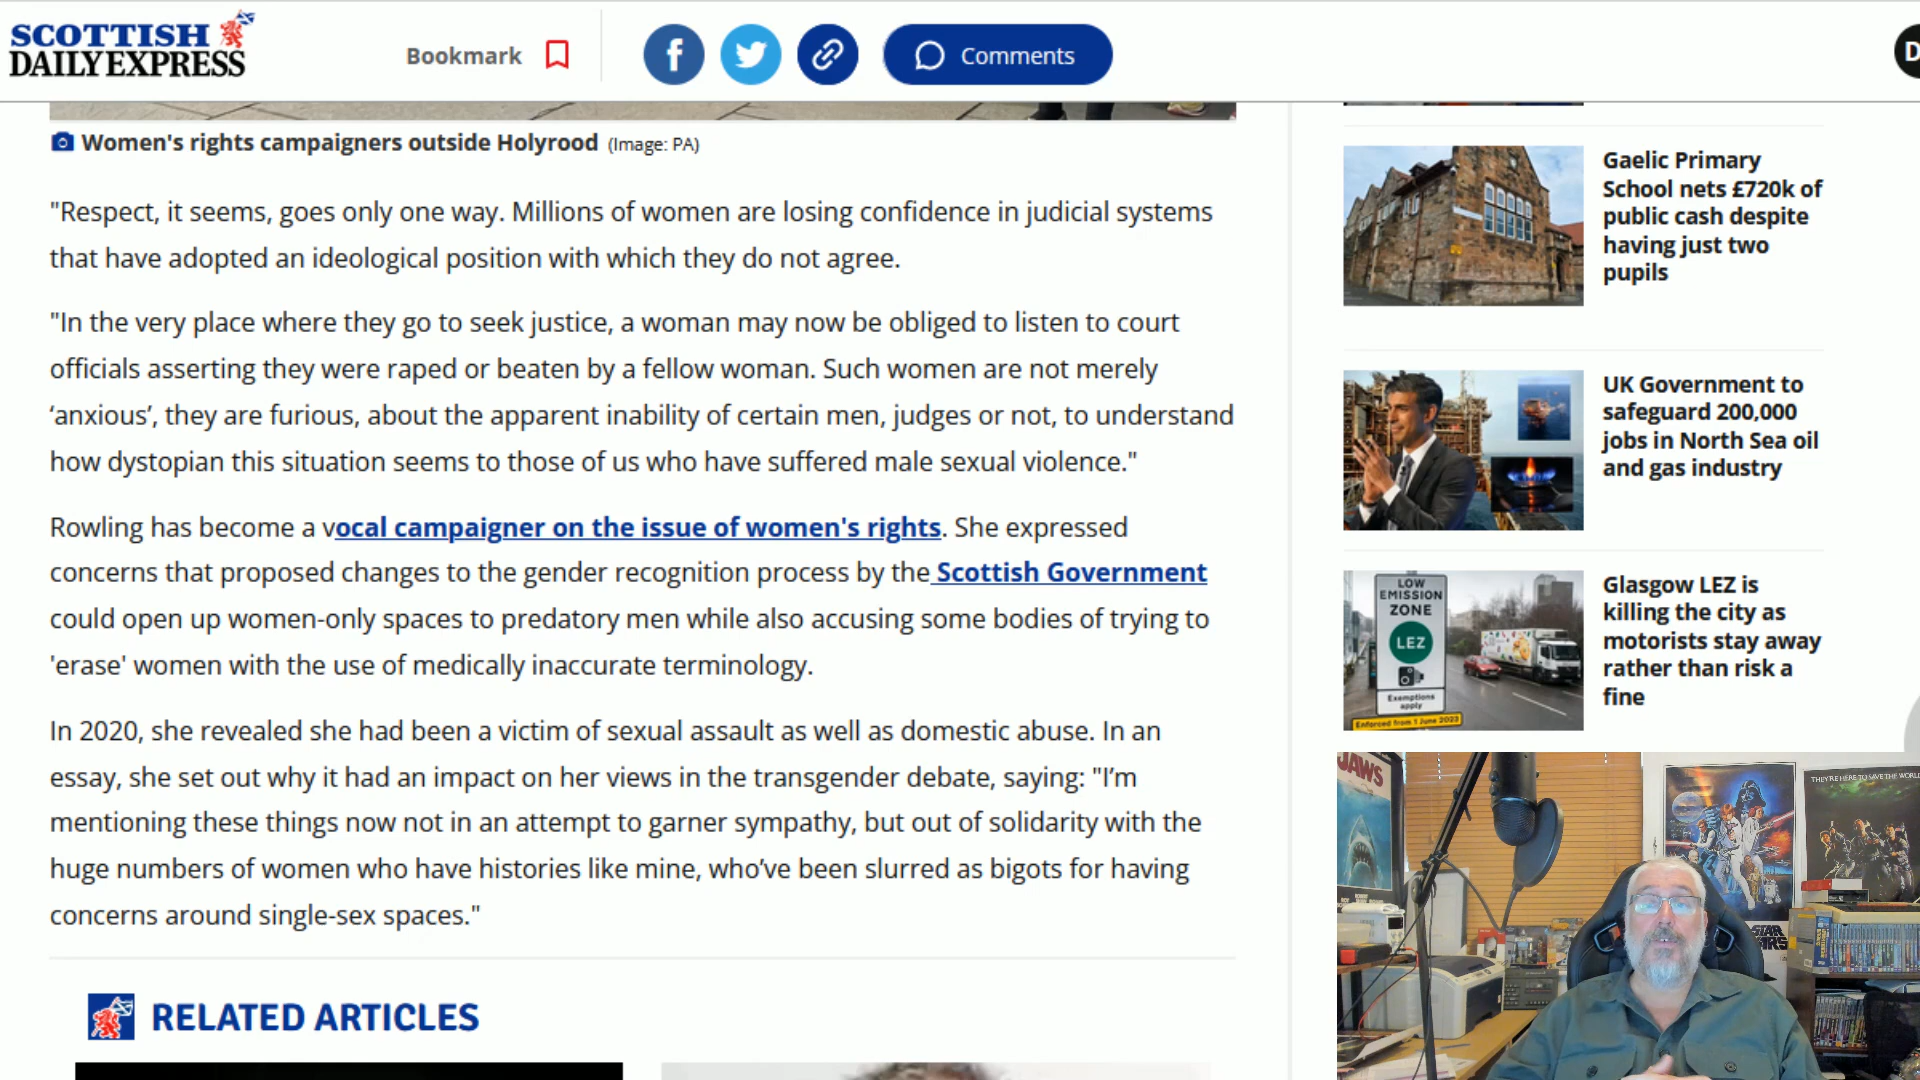 SCOTTISH
DAILY EXPRESS
Bookmark
Comments
D
Women's rights campaigners outside Holyrood (Image: PA)
"Respect, it seems, goes only one way. Millions of women are losing confidence in judicial systems
that have adopted an ideological position with which they do not agree.
"In the very place where they go to seek justice, a woman may now be obliged to listen to court
officials asserting they were raped or beaten by a fellow woman. Such women are not merely
‘anxious’, they are furious, about the apparent inability of certain men, judges or not, to understand
how dystopian this situation seems to those of us who have suffered male sexual violence."
Rowling has become a vocal campaigner on the issue of women's rights. She expressed
concerns that proposed changes to the gender recognition process by the Scottish Government
could open up women-only spaces to predatory men while also accusing some bodies of trying to
'erase' women with the use of medically inaccurate terminology.
In 2020, she revealed she had been a victim of sexual assault as well as domestic abuse. In an
essay, she set out why it had an impact on her views in the transgender debate, saying: "I’m
mentioning these things now not in an attempt to garner sympathy, but out of solidarity with the
huge numbers of women who have histories like mine, who’ve been slurred as bigots for having
concerns around single-sex spaces."
RELATED ARTICLES
Gaelic Primary
School nets £720k of
public cash despite
having just two
pupils
UK Government to
safeguard 200,000
jobs in North Sea oil
and gas industry
LOW
EMISSION
ZONE
LEZ
Exemptions
apply
Enforced from 1 June 2023
Glasgow LEZ is
killing the city as
motorists stay away
rather than risk a
fine
JAWS
THEY'RE HERE TO SAVE THE WORLD
STAR
WARS